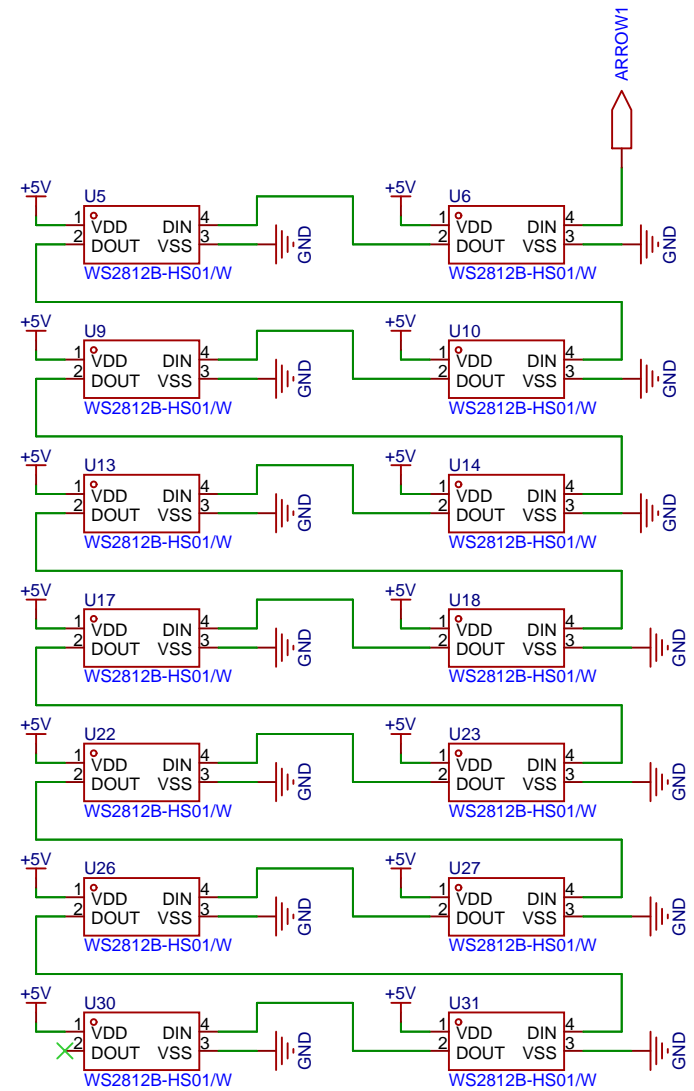 ARROW1
+5V U5 +5V U6
1 VDD DIN 4 1 VDD DIN 4
2 DOUT VSS 3 GND 2 DOUT VSS 3 GND
WS2812B-HS01/W WS2812B-HS01/W
+5V U9 +5V U10
1 VDD DIN 4 1 VDD DIN 4
2 DOUT VSS 3 GND 2 DOUT VSS 3 GND
WS2812B-HS01/W WS2812B-HS01/W
+5V U13 +5V U14
1 VDD DIN 4 1 VDD DIN 4
2 DOUT VSS 3 GND 2 DOUT VSS 3 GND
WS2812B-HS01/W WS2812B-HS01/W
+5V U17 +5V U18
1 VDD DIN 4 1 VDD DIN 4
2 DOUT VSS 3 GND 2 DOUT VSS 3 GND
WS2812B-HS01/W WS2812B-HS01/W
+5V U22 +5V U23
1 VDD DIN 4 1 VDD DIN 4
2 DOUT VSS 3 GND 2 DOUT VSS 3 GND
WS2812B-HS01/W WS2812B-HS01/W
+5V U26 +5V U27
1 VDD DIN 4 1 VDD DIN 4
2 DOUT VSS 3 GND 2 DOUT VSS 3 GND
WS2812B-HS01/W WS2812B-HS01/W
+5V U30 +5V U31
1 VDD DIN 4 1 VDD DIN 4
2 DOUT VSS 3 GND 2 DOUT VSS 3 GND
WS2812B-HS01/W WS2812B-HS01/W